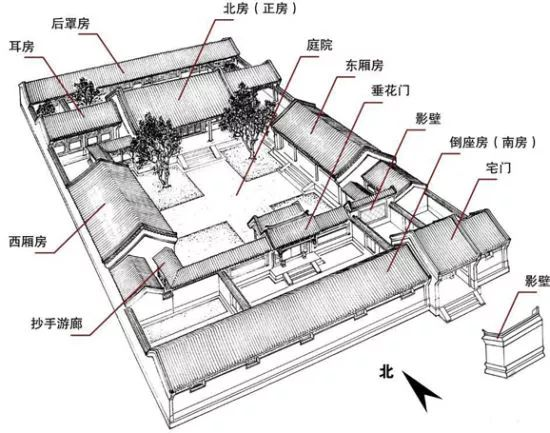 北房（正房）
后罩房
耳房
庭院
东厢房
垂花门
影壁
倒座房（南房）
宅门
西厢房
抄手游廊
影壁
北